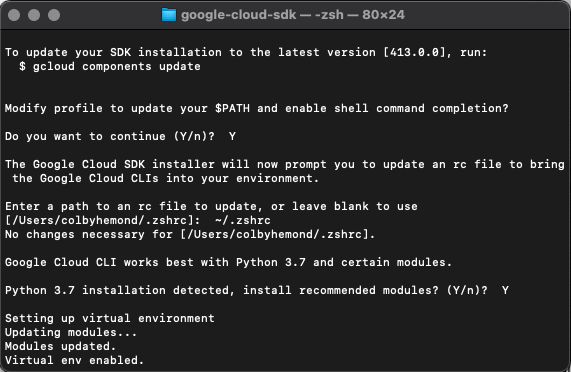 google-cloud-sdk — -zsh — 80×24
To update your SDK installation to the latest version [413.0.0], run:
$ gcloud components update
Modify profile to update your $PATH and enable shell command completion?
Do you want to continue (Y/n)?  Y
The Google Cloud SDK installer will now prompt you to update an rc file to bring
the Google Cloud CLIs into your environment.
Enter a path to an rc file to update, or leave blank to use
[/Users/colbyhemond/.zshrc]:  ~/.zshrc
No changes necessary for [/Users/colbyhemond/.zshrc].
Google Cloud CLI works best with Python 3.7 and certain modules.
Python 3.7 installation detected, install recommended modules? (Y/n)?  Y
Setting up virtual environment
Updating modules...
Modules updated.
Virtual env enabled.